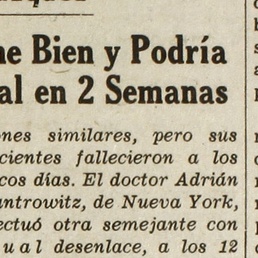 ne Bien y Podría
al en 2 Semanas
ones similares, pero sus
cientes fallecieron a los
cos días. El doctor Adrián
antrowitz, de Nueva York,
ectuó otra semejante con
ual desenlace, a los 12